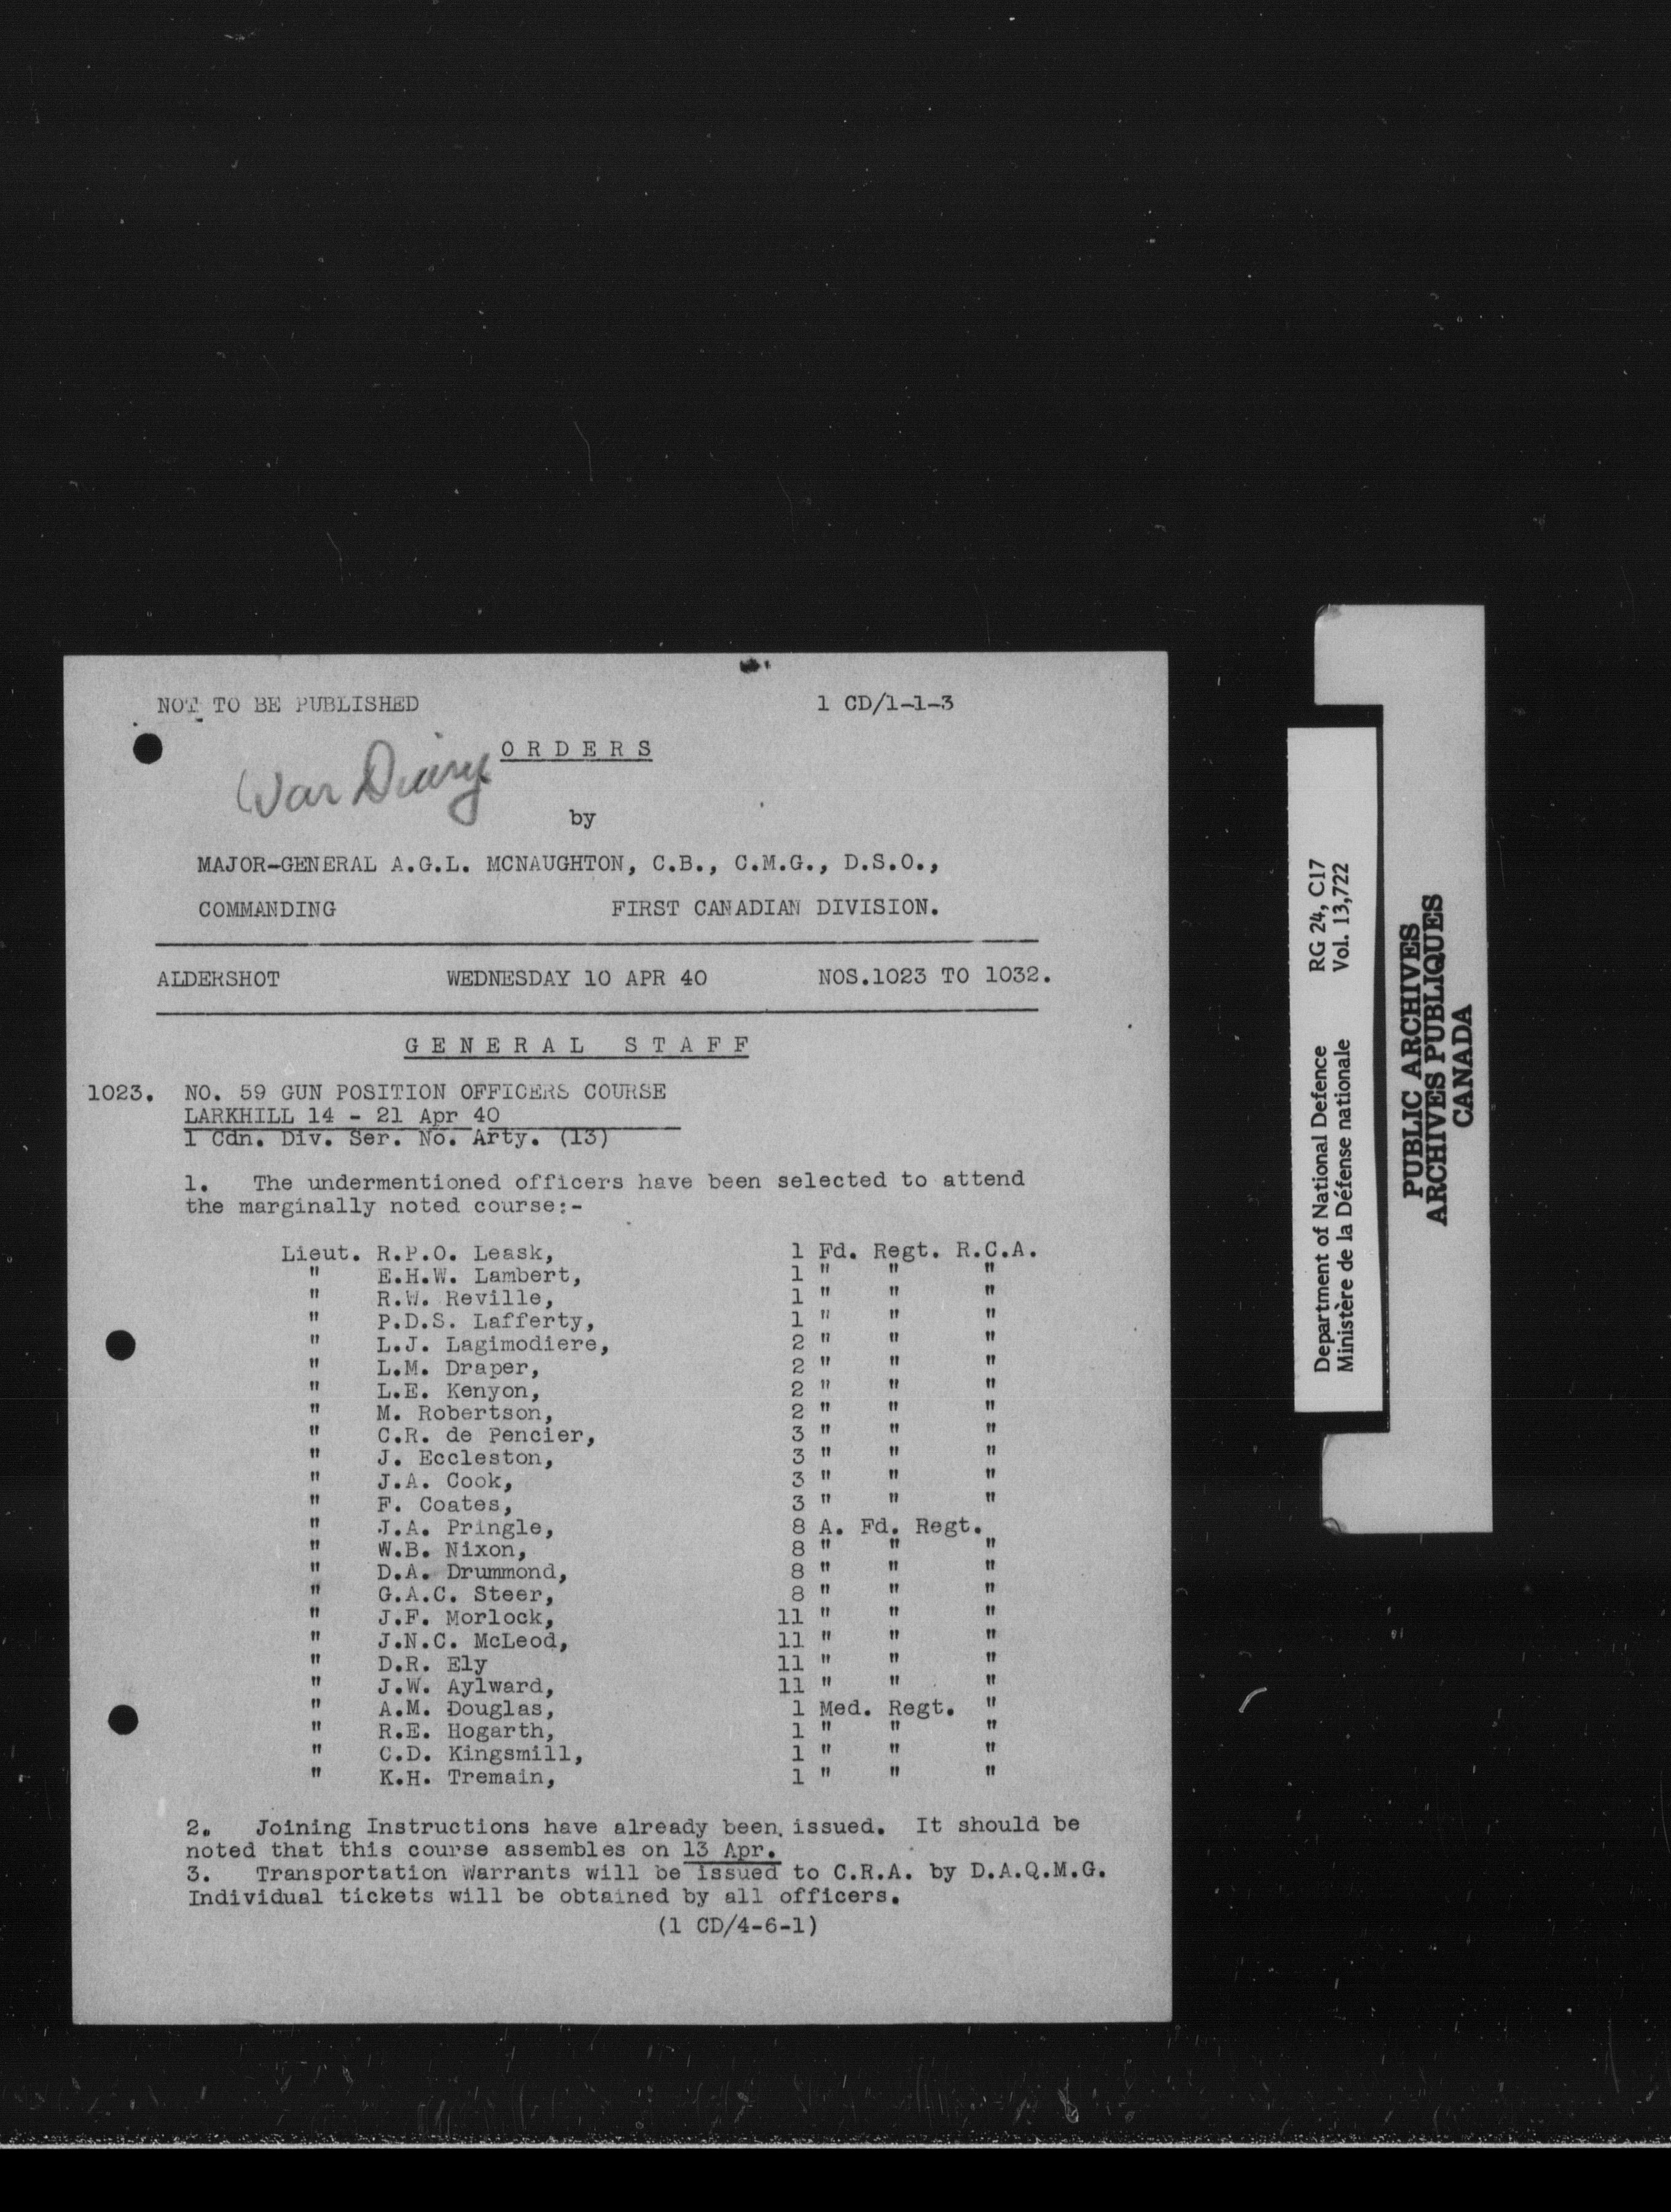 NOT TO BE PUBLISHED 1 CD/1-1-3
ORDERS
War Diary
by
MAJOR-GENERAL A.G.L. MCNAUGHTON, C.B., C.M.G., D.S.O.,
COMMANDING FIRST CANADIAN DIVISION.
ALDERSHOT WEDNESDAY 10 APR 40 NOS.1023 TO 1032.
GENERAL STAFF
1023. NO. 59 GUN POSITION OFFICERS COURSE
LARKHILL 14 - 21 Apr 40
1 Cdn. Div. Ser. No. Arty. (13)
1. The undermentioned officers have been selected to attend
the marginally noted course:-
Lieut. R.P.O. Leask, 1 Fd. Regt. R.C.A.
" E.H.W. Lambert, 1 " " "
" R.W. Reville, 1 " " "
" P.D.S. Lafferty, 1 " " "
" L.J. Lagimodiere, 2 " " "
" L.M. Draper, 2 " " "
" L.E. Kenyon, 2 " " "
" M. Robertson, 2 " " "
" C.R. de Pencier, 3 " " "
" J. Eccleston, 3 " " "
" J.A. Cook, 3 " " "
" F. Coates, 3 " " "
" J.A. Pringle, 8 A. Fd. Regt. "
" W.B. Nixon, 8 " " "
" D.A. Drummond, 8 " " "
" G.A.C. Steer, 8 " " "
" J.F. Morlock, 11 " " "
" J.N.C. McLeod, 11 " " "
" D.R. Ely 11 " " "
" J.W. Aylward, 11 " " "
" A.M. Douglas, 1 Med. Regt. "
" R.E. Hogarth, 1 " " "
" C.D. Kingsmill, 1 " " "
" K.H. Tremain, 1 " " "
2. Joining Instructions have already been issued. It should be
noted that this course assembles on 13 Apr.
3. Transportation Warrants will be issued to C.R.A. by D.A.Q.M.G.
Individual tickets will be obtained by all officers.
(1 CD/4-6-1)
Department of National Defence RG 24, C17
Ministère de la Défense nationale Vol. 13,722
PUBLIC ARCHIVES
ARCHIVES PUBLIQUES
CANADA